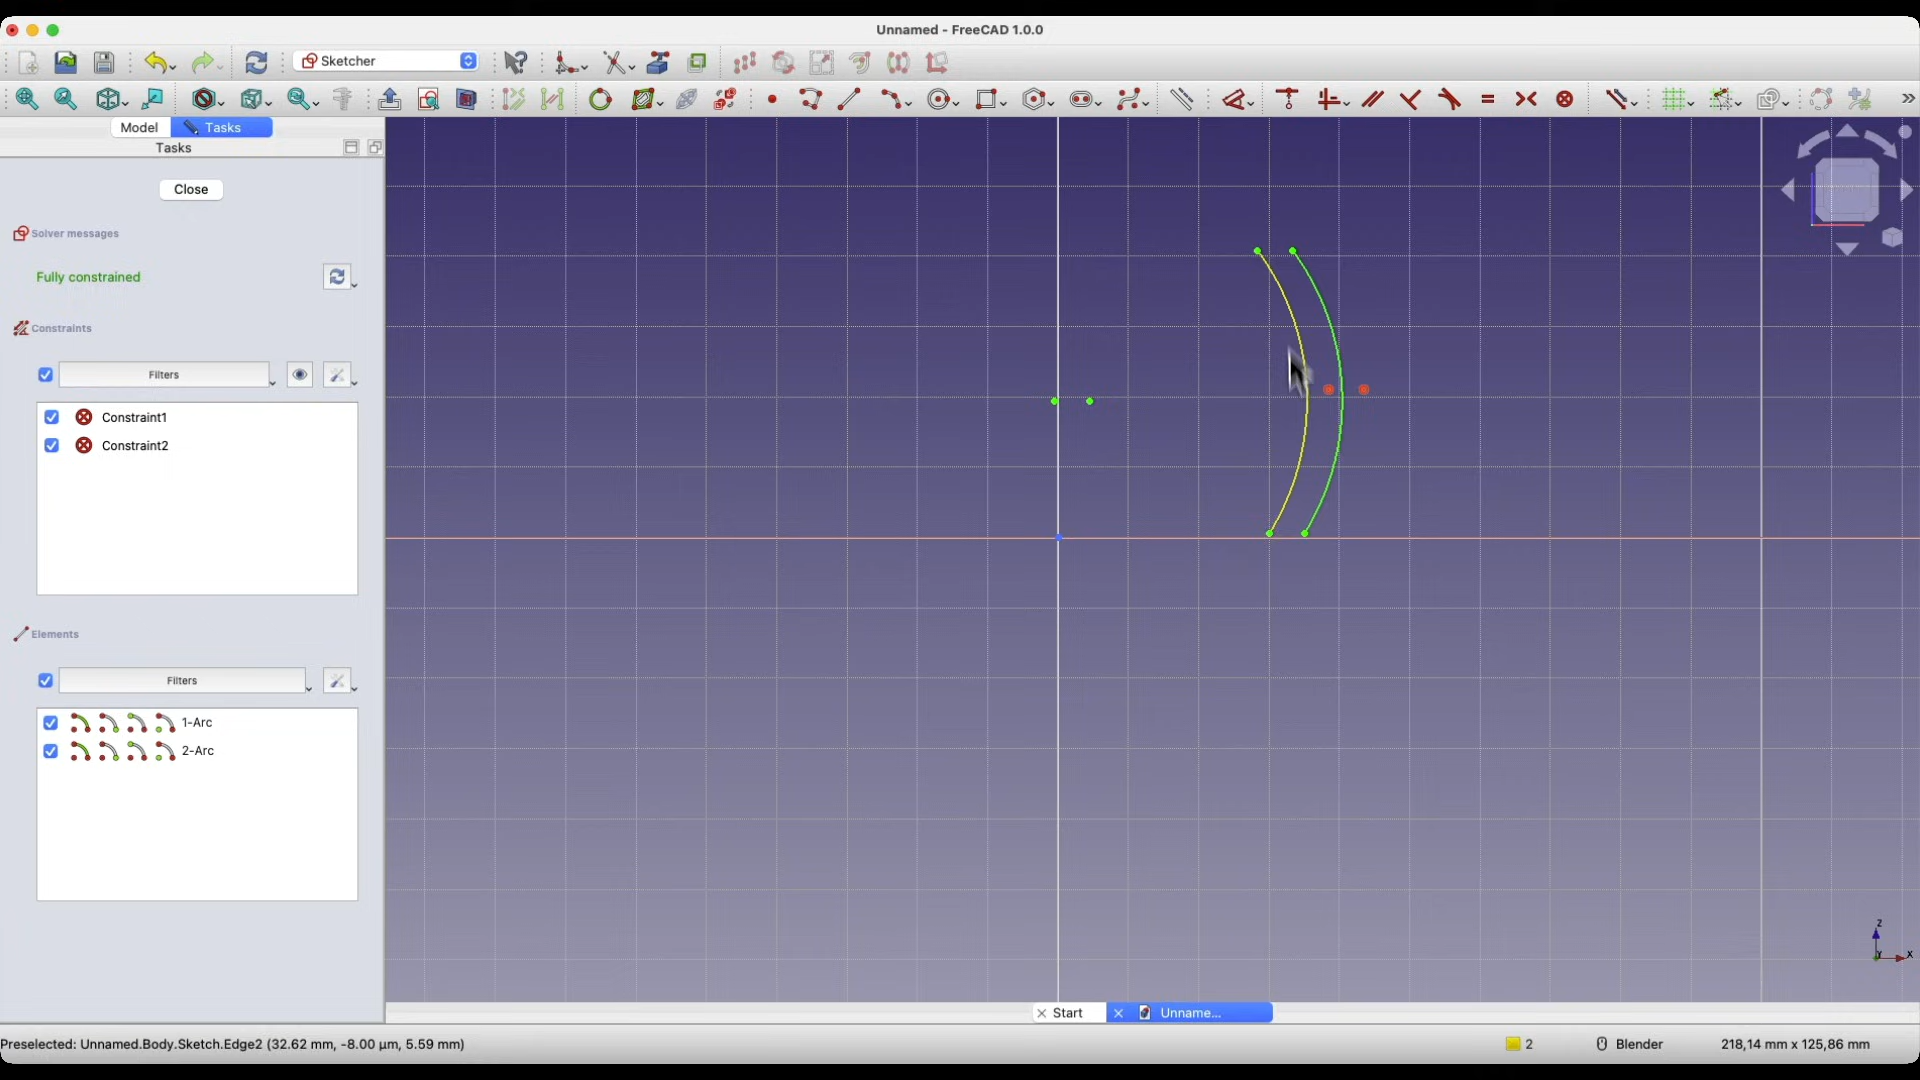 Unnamed - FreeCAD 1.0.0
Sketcher
Model
Tasks
Tasks
Close
Solver messages
Fully constrained
Constraints
Filters
Constraint1
Constraint2
Elements
Filters
1-Arc
2-Arc
z
Y
x
Start
Unname...
Preselected: Unnamed.Body.Sketch.Edge2 (32.62 mm, -8.00 µm, 5.59 mm)
2
Blender
218,14 mm x 125,86 mm